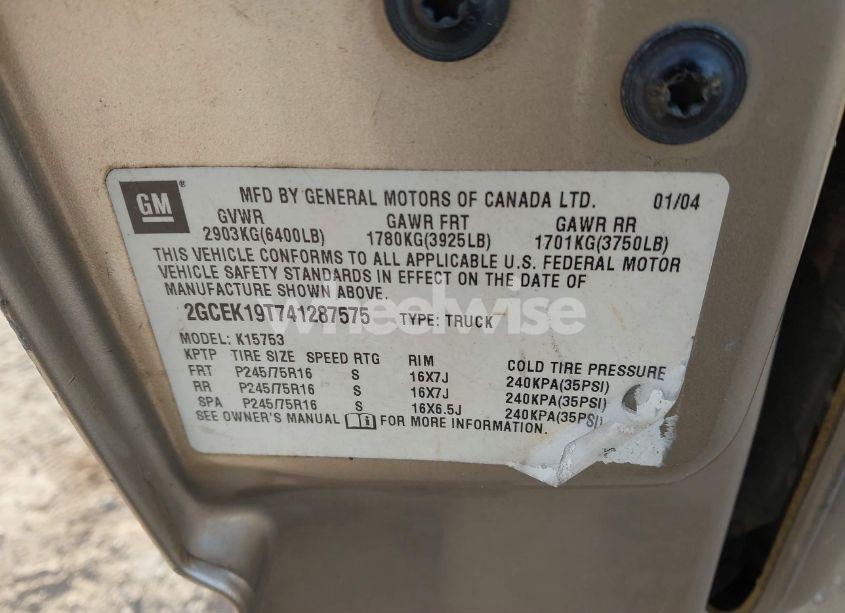 GM
MFD BY GENERAL MOTORS OF CANADA LTD. 01/04
GVWR GAWR FRT GAWR RR
2903KG(6400LB) 1780KG(3925LB) 1701KG(3750LB)
THIS VEHICLE CONFORMS TO ALL APPLICABLE U.S. FEDERAL MOTOR
VEHICLE SAFETY STANDARDS IN EFFECT ON THE DATE OF
MANUFACTURE SHOWN ABOVE.
2GCEK19T741287575 TYPE: TRUCK
wheelwise
MODEL: K15753
KPTP TIRE SIZE SPEED RTG RIM COLD TIRE PRESSURE
FRT P245/75R16 S 16X7J 240KPA(35PSI)
RR P245/75R16 S 16X7J 240KPA(35PSI)
SPA P245/75R16 S 16X6.5J 240KPA(35PSI)
SEE OWNER'S MANUAL FOR MORE INFORMATION.